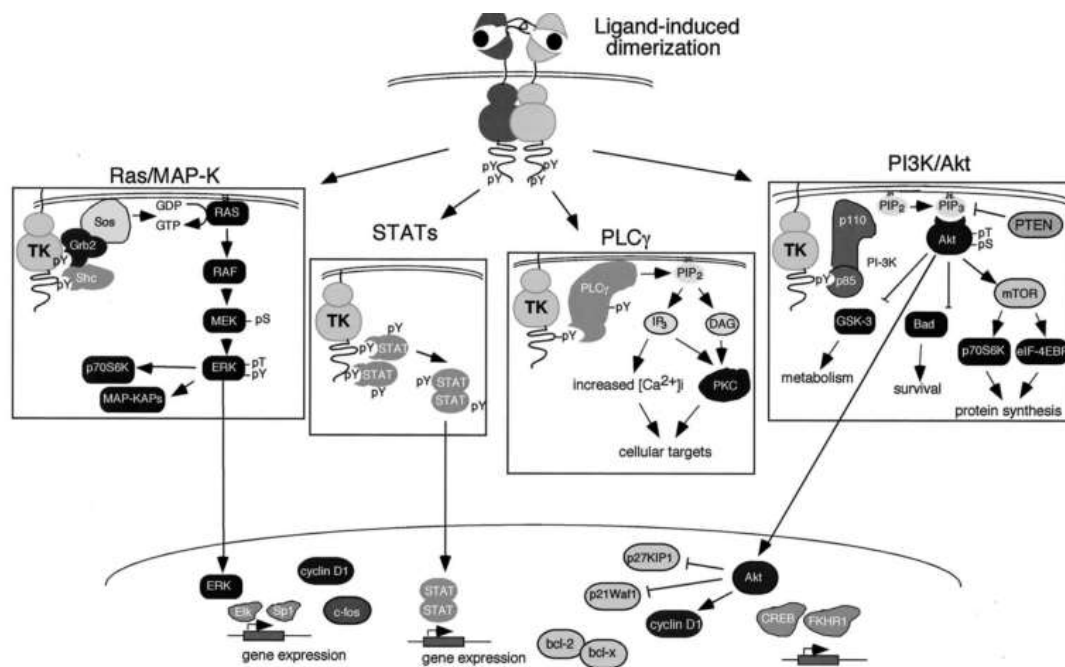 Ligand-induced
dimerization
pY
pY
pY
pY
Ras/MAP-K
GDP
GTP
RAS
Sos
Grb2
TK
pY
Shc
pY
RAF
MEK
pS
ERK
pT
pY
p70S6K
MAP-KAPs
STATs
TK
pY
STAT
STAT
pY
pY
STAT
STAT
pY
PLCγ
PLCγ
PIP2
TK
pY
pY
IP3
DAG
increased [Ca2+]i
PKC
cellular targets
PI3K/Akt
p110
PIP2
PIP3
PTEN
Akt
pT
pS
TK
PI-3K
pY
p85
mTOR
GSK-3
Bad
p70S6K
eIF-4EBP
metabolism
survival
protein synthesis
ERK
cyclin D1
Elk
Sp1
c-fos
gene expression
STAT
STAT
gene expression
p27KIP1
Akt
p21Waf1
cyclin D1
CREB
FKHR1
bcl-2
bcl-x